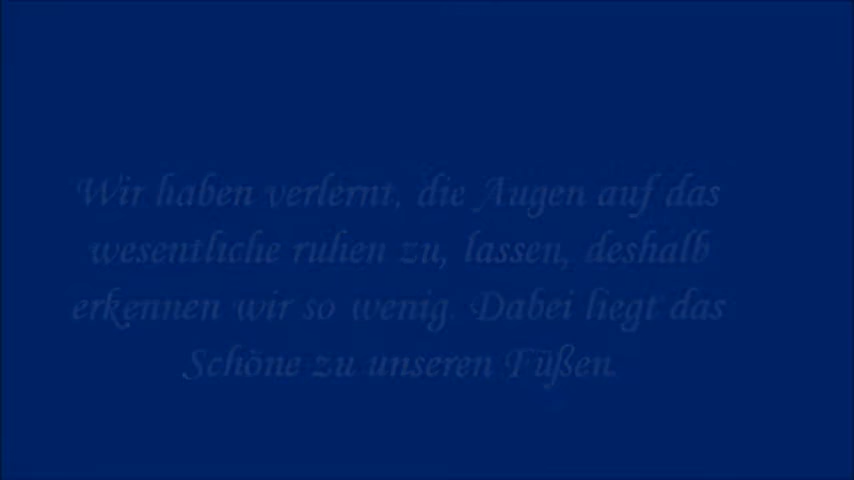 Wir haben verlernt, die Augen auf das
wesentliche ruhen zu, lassen, deshalb
erkennen wir so wenig. Dabei liegt das
Schöne zu unseren Füßen.